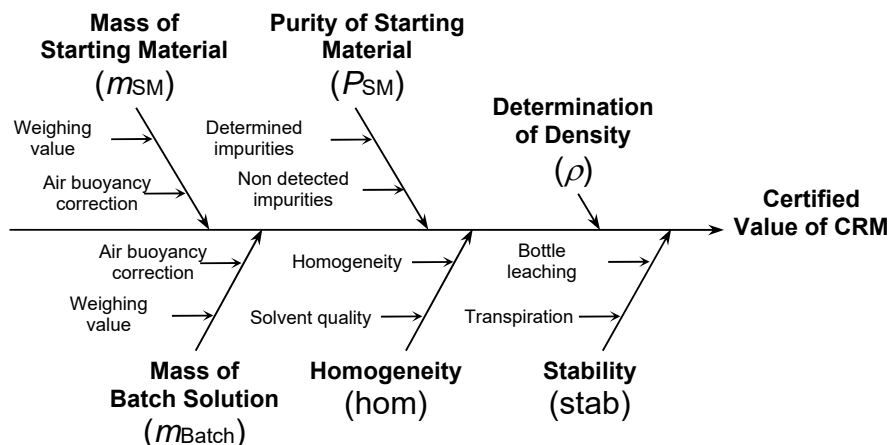 Mass of
Starting Material
(mSM)
Purity of Starting
Material
(PSM)
Determination
of Density
(ρ)
Weighing
value
Air buoyancy
correction
Determined
impurities
Non detected
impurities
Certified
Value of CRM
Air buoyancy
correction
Weighing
value
Homogeneity
Solvent quality
Bottle
leaching
Transpiration
Mass of
Batch Solution
(mBatch)
Homogeneity
(hom)
Stability
(stab)